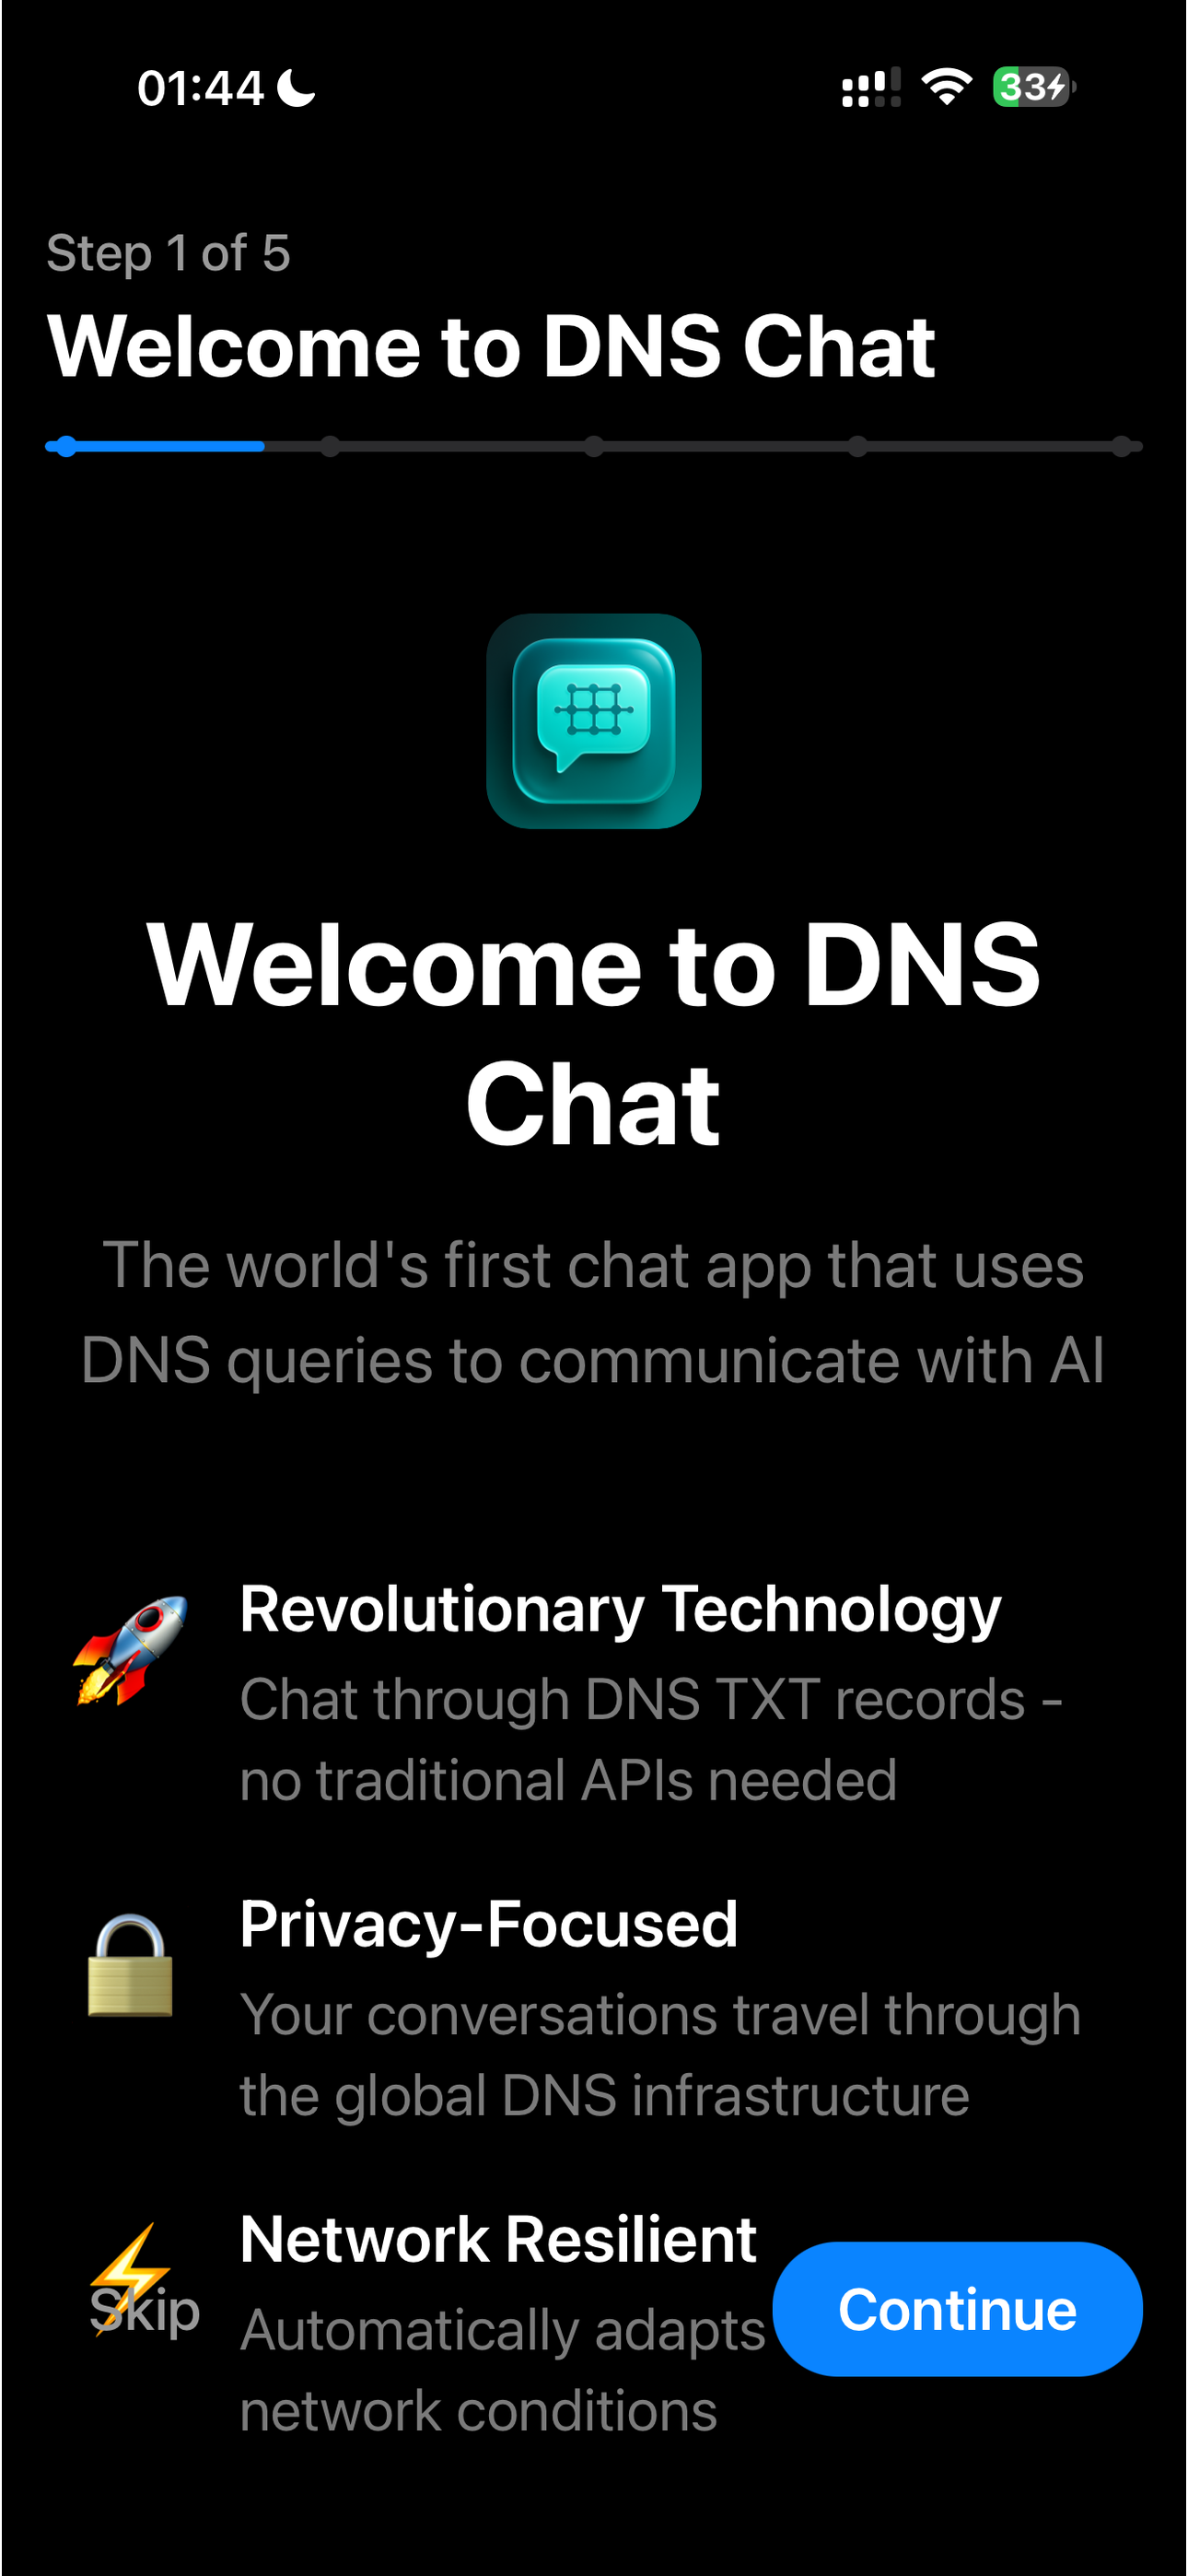 01:44
33
Step 1 of 5
Welcome to DNS Chat
Welcome to DNS
Chat
The world's first chat app that uses
DNS queries to communicate with AI
Revolutionary Technology
Chat through DNS TXT records -
no traditional APIs needed
Privacy-Focused
Your conversations travel through
the global DNS infrastructure
Network Resilient
Automatically adapts
network conditions
Skip
Continue